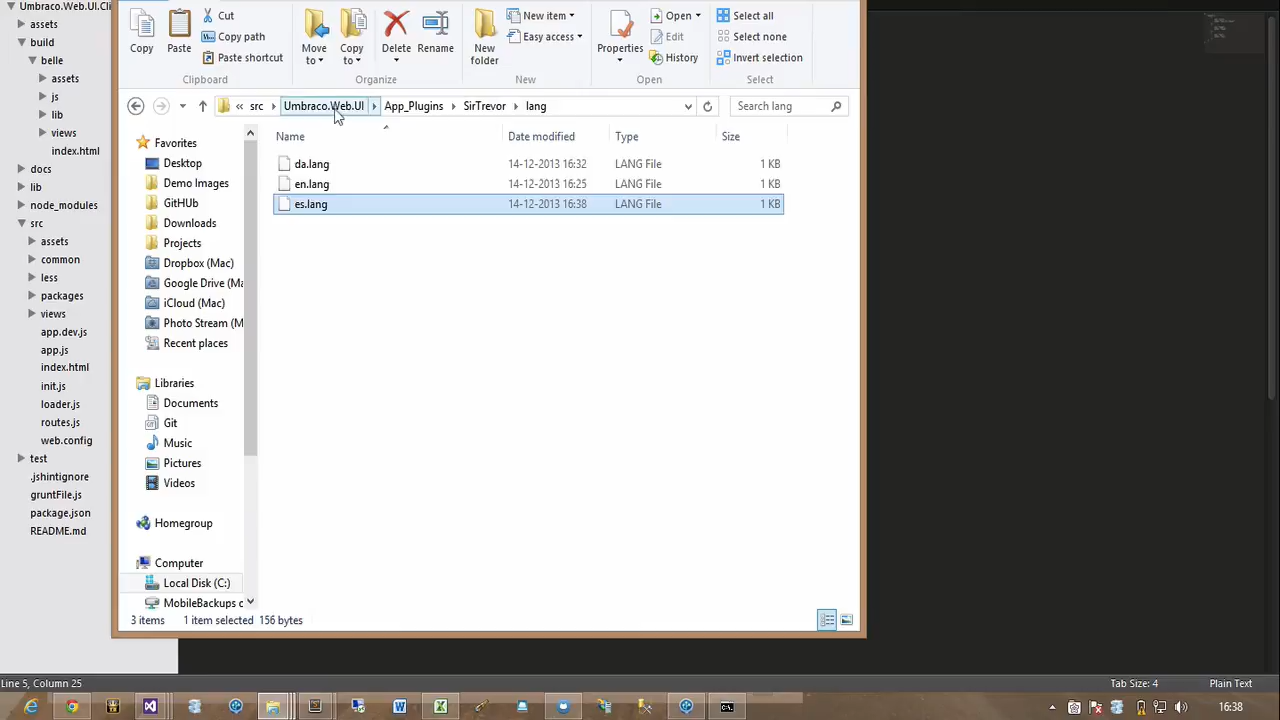 Umbraco.Web.UI.Cli
build
belle
assets
js
lib
views
index.html
docs
lib
node_modules
src
assets
common
less
packages
views
app.dev.js
app.js
index.html
init.js
loader.js
routes.js
web.config
test
.jshintignore
gruntFile.js
package.json
README.md
Copy
Paste
Cut
Copy path
Paste shortcut
Clipboard
Move to
Copy to
Delete
Rename
Organize
New folder
New item
Easy access
New
Properties
Open
Edit
History
Open
Select all
Select none
Invert selection
Select
« src Umbraco.Web.UI App_Plugins SirTrevor lang
Search lang
Name Date modified Type Size
da.lang 14-12-2013 16:32 LANG File 1 KB
en.lang 14-12-2013 16:25 LANG File 1 KB
es.lang 14-12-2013 16:38 LANG File 1 KB
Favorites
Desktop
Demo Images
GitHUb
Downloads
Projects
Dropbox (Mac)
Google Drive (Ma
iCloud (Mac)
Photo Stream (M
Recent places
Libraries
Documents
Git
Music
Pictures
Videos
Homegroup
Computer
Local Disk (C:)
MobileBackups c
3 items 1 item selected 156 bytes
Line 5, Column 25
Tab Size: 4 Plain Text
16:38